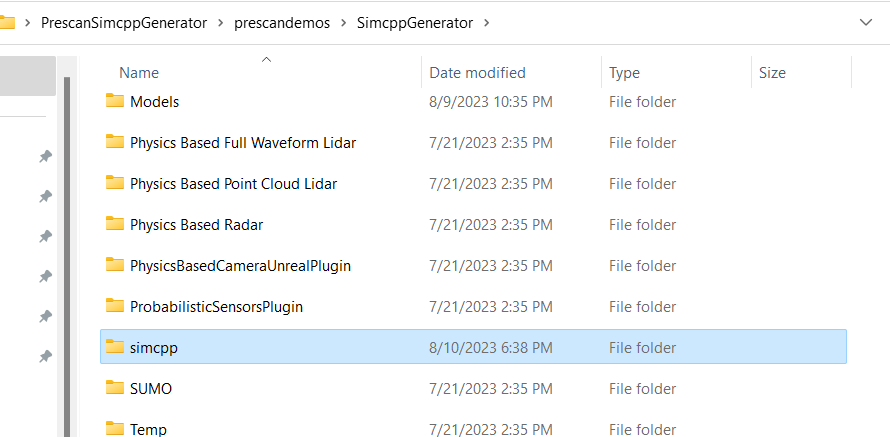 PrescanSimcppGenerator > prescandemos > SimcppGenerator >
Name Date modified Type Size
Models 8/9/2023 10:35 PM File folder
Physics Based Full Waveform Lidar 7/21/2023 2:35 PM File folder
Physics Based Point Cloud Lidar 7/21/2023 2:35 PM File folder
Physics Based Radar 7/21/2023 2:35 PM File folder
PhysicsBasedCameraUnrealPlugin 7/21/2023 2:35 PM File folder
ProbabilisticSensorsPlugin 7/21/2023 2:35 PM File folder
simcpp 8/10/2023 6:38 PM File folder
SUMO 7/21/2023 2:35 PM File folder
Temp 7/21/2023 2:35 PM File folder